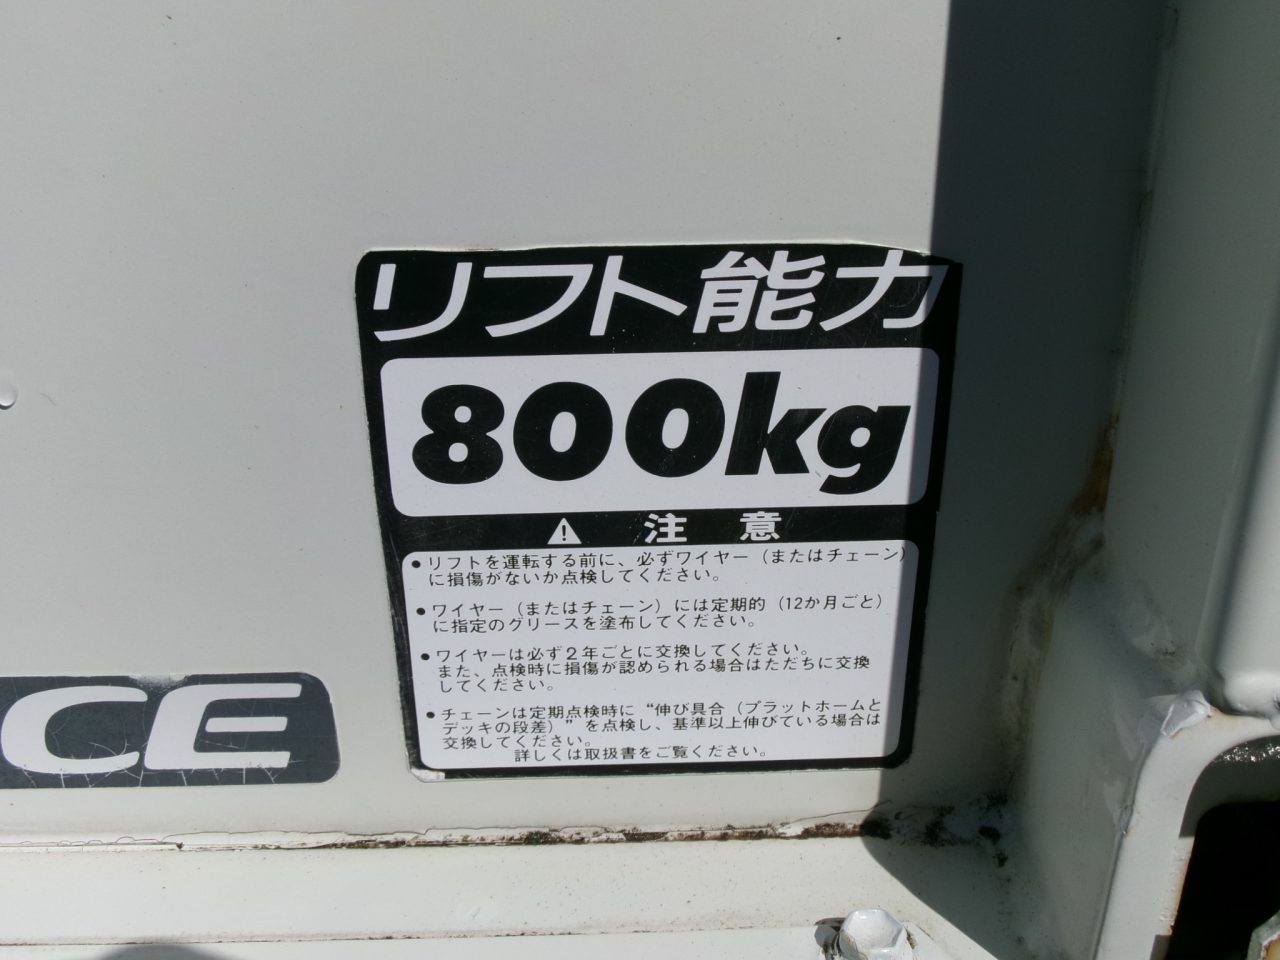 リフト能力
800kg
⚠ 注意
●リフトを運転する前に、必ずワイヤー(またはチェーン)
に損傷がないか点検してください。
●ワイヤー(またはチェーン)には定期的(12か月ごと)
に指定のグリースを塗布してください。
●ワイヤーは必ず2年ごとに交換してください。
また、点検時に損傷が認められる場合はただちに交換
してください。
●チェーンは定期点検時に“伸び具合(プラットホームと
デッキの段差)”を点検し、基準以上伸びている場合は
交換してください。
詳しくは取扱書をご覧ください。
CE